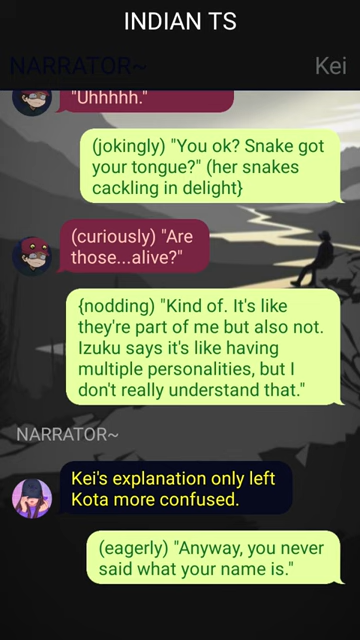 INDIAN TS
NARRATOR~
Kei
"Uhhhhh."
(jokingly) "You ok? Snake got
your tongue?" (her snakes
cackling in delight}
(curiously) "Are
those...alive?"
{nodding) "Kind of. It's like
they're part of me but also not.
Izuku says it's like having
multiple personalities, but I
don't really understand that."
NARRATOR~
Kei's explanation only left
Kota more confused.
(eagerly) "Anyway, you never
said what your name is."